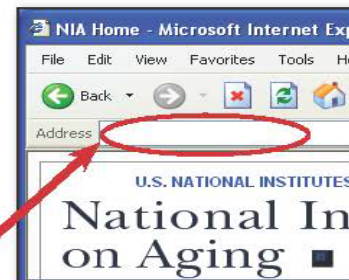 NIA Home - Microsoft Internet Exp
File Edit View Favorites Tools H
Back
Address
U.S. NATIONAL INSTITUTES
National In
on Aging